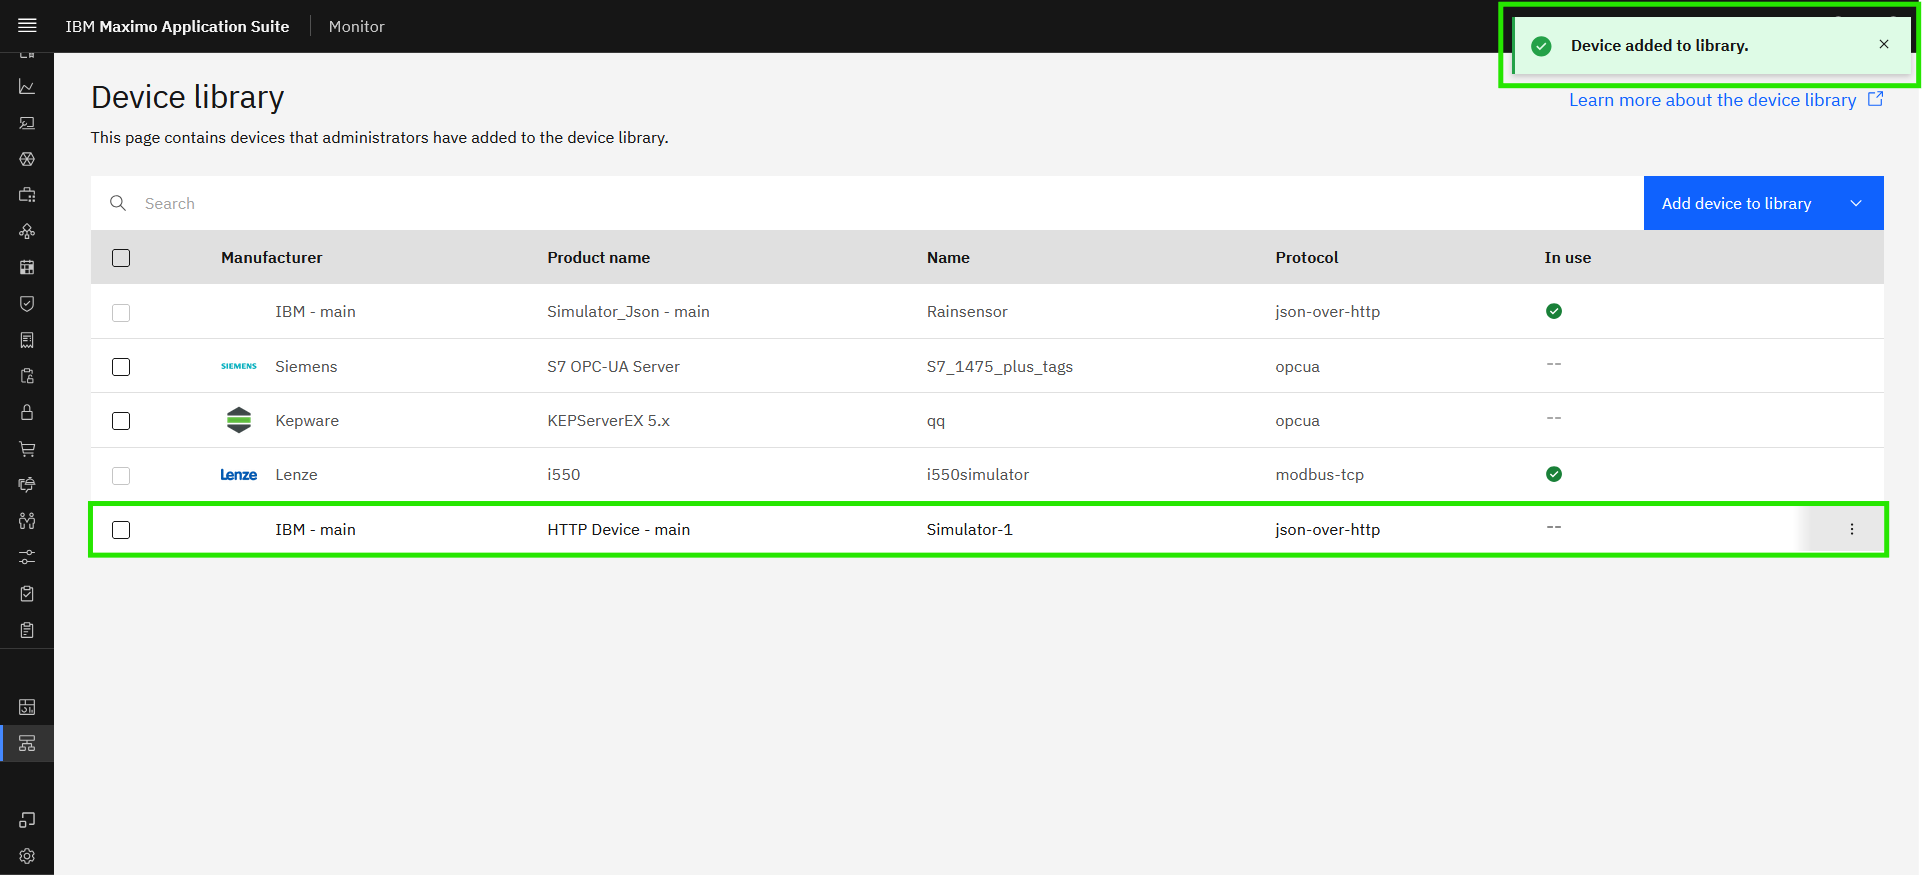 IBM Maximo Application Suite Monitor
Device added to library.
Device library
Learn more about the device library
This page contains devices that administrators have added to the device library.
Search
Add device to library
Manufacturer Product name Name Protocol In use
IBM - main Simulator_Json - main Rainsensor json-over-http
SIEMENS Siemens S7 OPC-UA Server S7_1475_plus_tags opcua --
Kepware KEPServerEX 5.x qq opcua --
Lenze Lenze i550 i550simulator modbus-tcp
IBM - main HTTP Device - main Simulator-1 json-over-http --